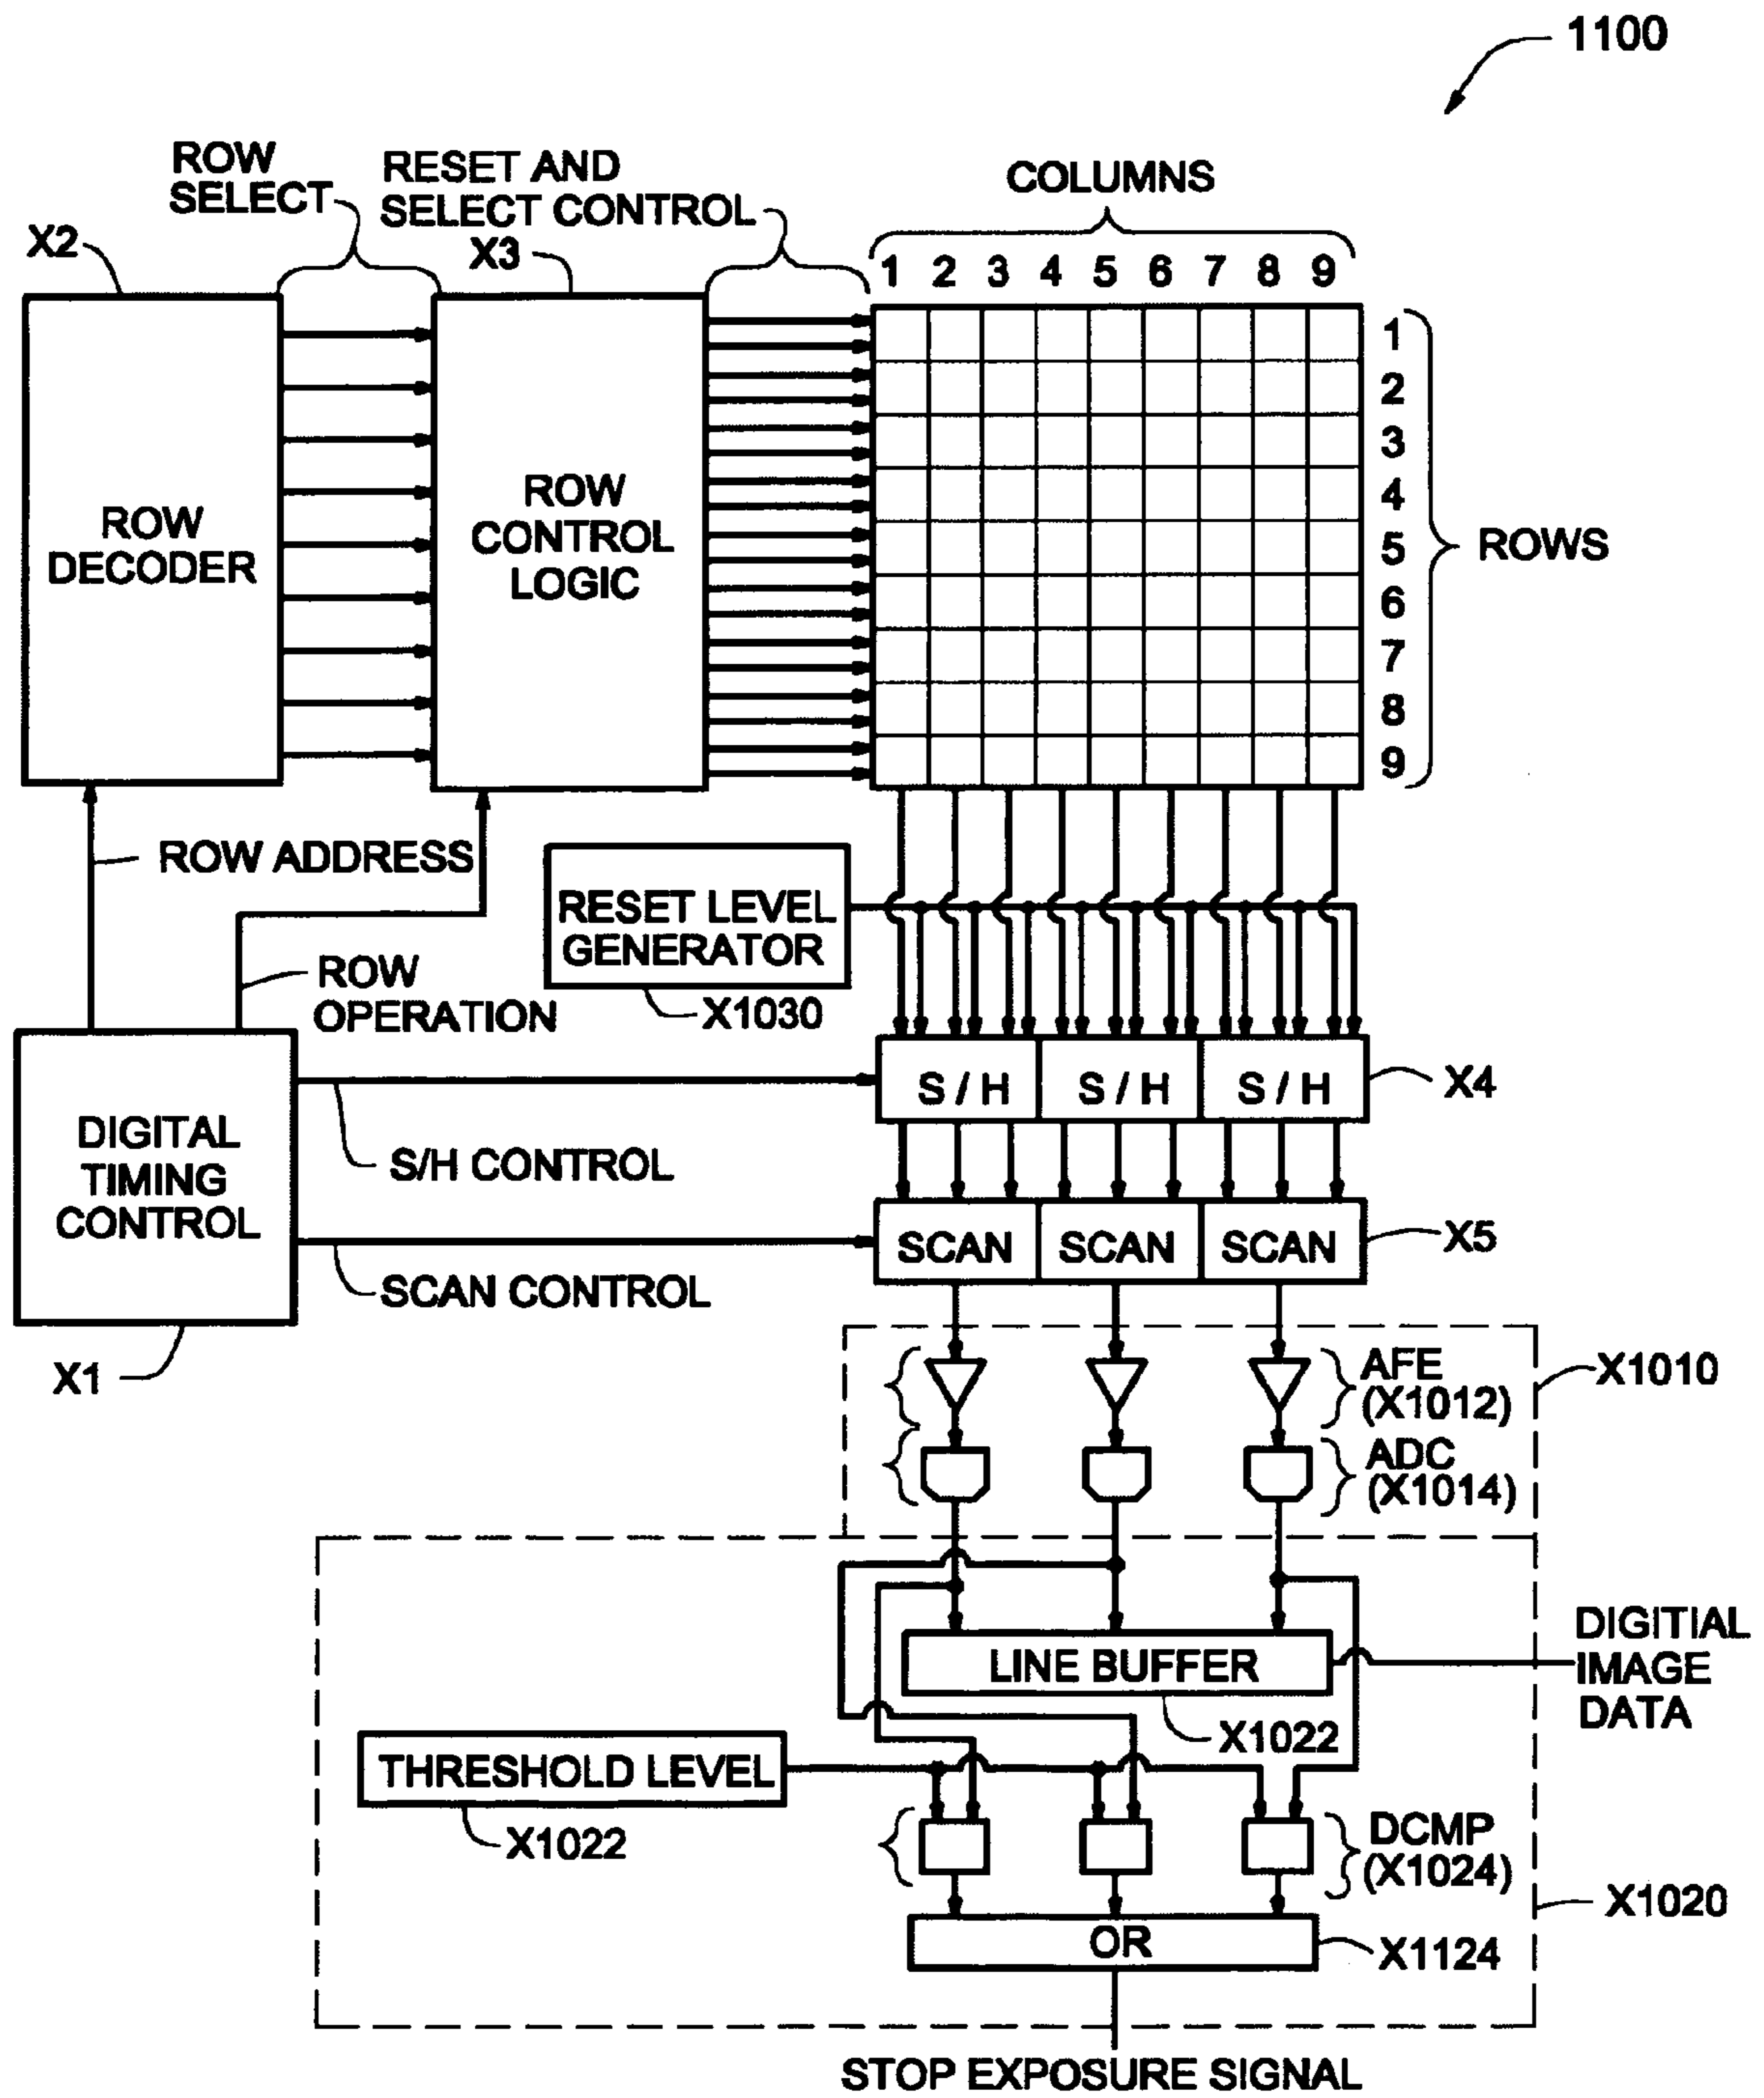 1100
ROW
SELECT
RESET AND
SELECT CONTROL
COLUMNS
X2
X3
1 2 3 4 5 6 7 8 9
1
2
3
4
5
6
7
8
9
ROWS
ROW
DECODER
ROW
CONTROL
LOGIC
ROW ADDRESS
RESET LEVEL
GENERATOR
ROW
OPERATION
X1030
DIGITAL
TIMING
CONTROL
S / H
S / H
S / H
X4
S/H CONTROL
SCAN
SCAN
SCAN
X5
SCAN CONTROL
X1
AFE
(X1012)
X1010
ADC
(X1014)
LINE BUFFER
DIGITIAL
IMAGE
DATA
X1022
THRESHOLD LEVEL
X1022
DCMP
(X1024)
X1020
OR
X1124
STOP EXPOSURE SIGNAL